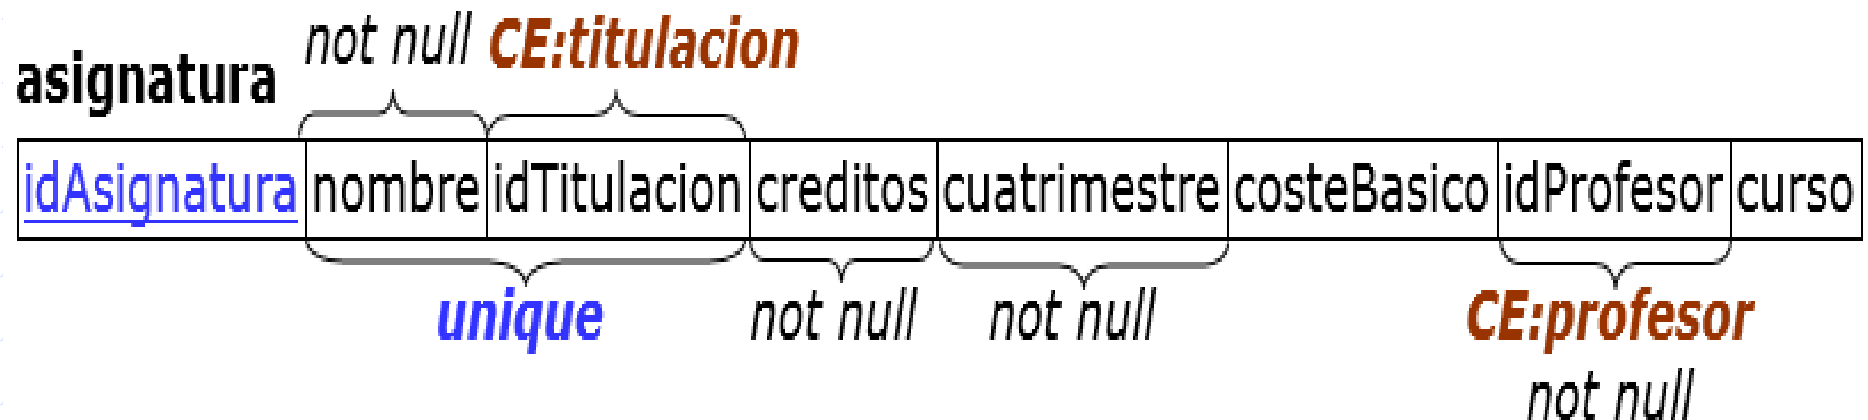 not null CE:titulacion
asignatura
idAsignatura nombre idTitulacion creditos cuatrimestre costeBasico idProfesor curso
unique not null not null CE:profesor
not null